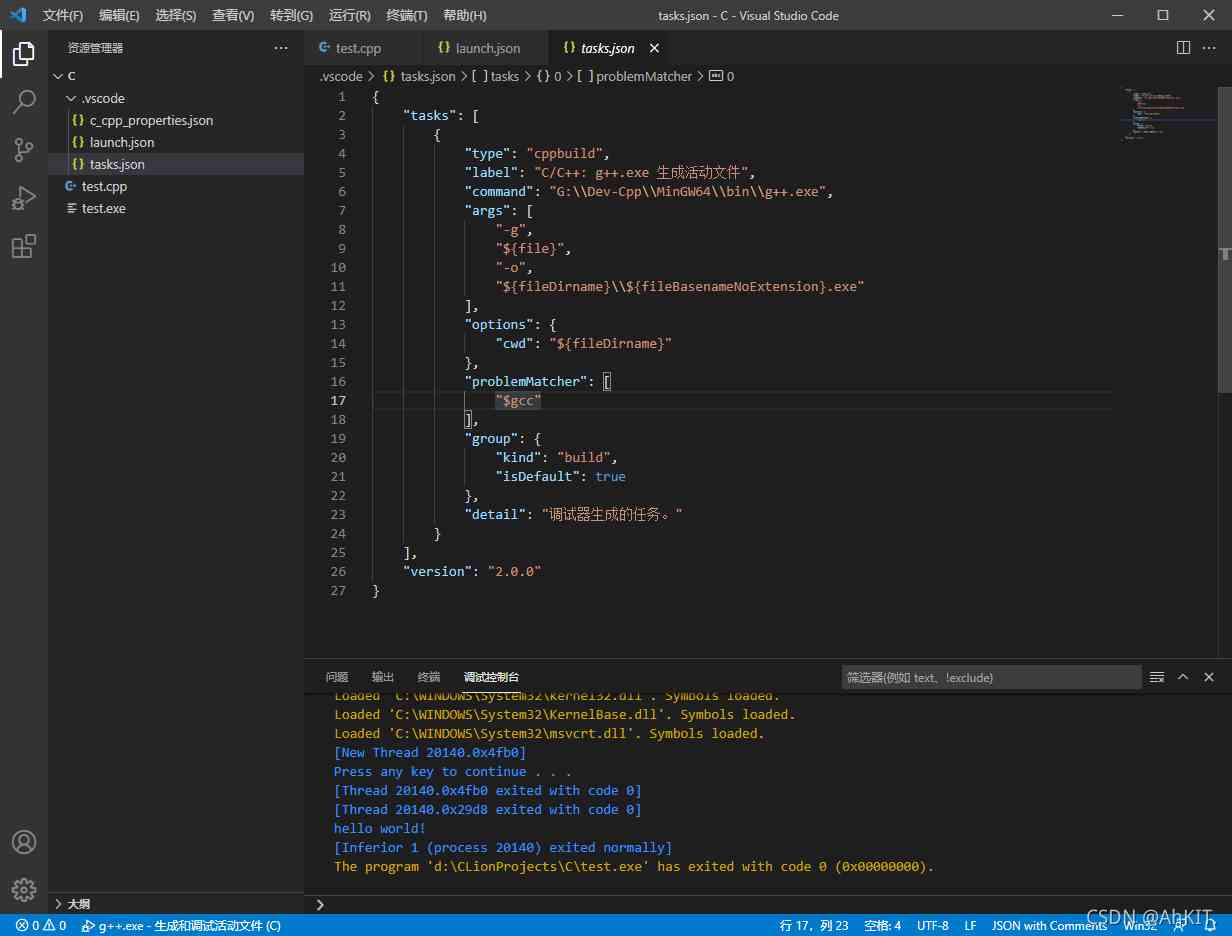 文件(F) 编辑(E) 选择(S) 查看(V) 转到(G) 运行(R) 终端(T) 帮助(H) tasks.json - C - Visual Studio Code
资源管理器
C
.vscode
c_cpp_properties.json
launch.json
tasks.json
test.cpp
test.exe
大纲
test.cpp launch.json tasks.json
.vscode > {} tasks.json > [ ] tasks > {} 0 > [ ] problemMatcher > 0
1 {
2 "tasks": [
3 {
4 "type": "cppbuild",
5 "label": "C/C++: g++.exe 生成活动文件",
6 "command": "G:\\Dev-Cpp\\MinGW64\\bin\\g++.exe",
7 "args": [
8 "-g",
9 "${file}",
10 "-o",
11 "${fileDirname}\\${fileBasenameNoExtension}.exe"
12 ],
13 "options": {
14 "cwd": "${fileDirname}"
15 },
16 "problemMatcher": [
17 "$gcc"
18 ],
19 "group": {
20 "kind": "build",
21 "isDefault": true
22 },
23 "detail": "调试器生成的任务。"
24 }
25 ],
26 "version": "2.0.0"
27 }
问题 输出 终端 调试控制台 筛选器(例如 text、!exclude)
Loaded 'C:\WINDOWS\System32\kernel32.dll'. Symbols loaded.
Loaded 'C:\WINDOWS\System32\KernelBase.dll'. Symbols loaded.
Loaded 'C:\WINDOWS\System32\msvcrt.dll'. Symbols loaded.
[New Thread 20140.0x4fb0]
Press any key to continue . . .
[Thread 20140.0x4fb0 exited with code 0]
[Thread 20140.0x29d8 exited with code 0]
hello world!
[Inferior 1 (process 20140) exited normally]
The program 'd:\CLionProjects\C\test.exe' has exited with code 0 (0x00000000).
0 0 g++.exe - 生成和调试活动文件 (C) 行 17，列 23 空格: 4 UTF-8 LF JSON with Comments Win32
CSDN @AhKIT